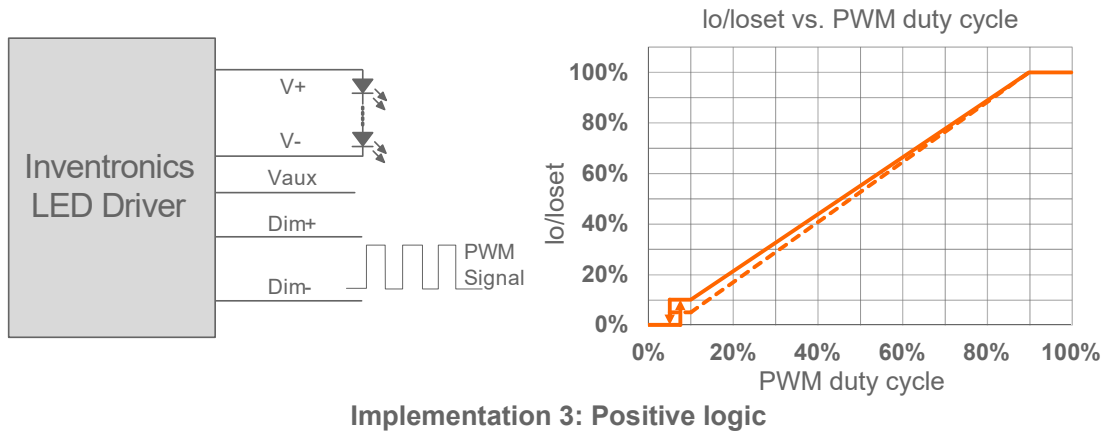 Inventronics
LED Driver
V+
V-
Vaux
Dim+
Dim-
PWM
Signal
Io/Ioset vs. PWM duty cycle
Io/Ioset
100%
80%
60%
40%
20%
0%
0% 20% 40% 60% 80% 100%
PWM duty cycle
Implementation 3: Positive logic